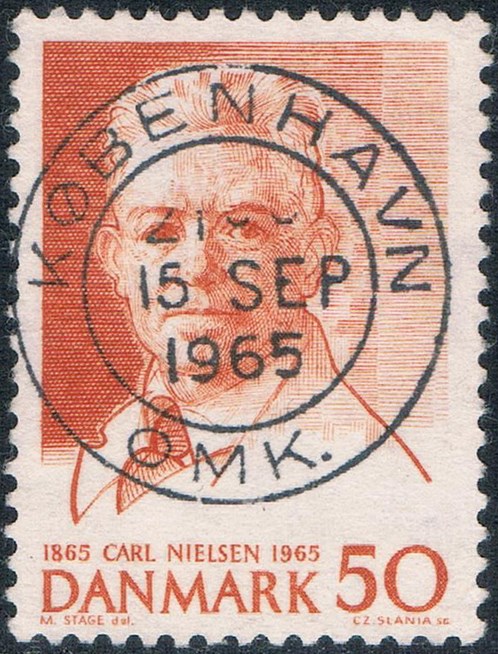 KØBENHAVN
15 SEP
1965
OMK.
1865 CARL NIELSEN 1965
DANMARK 50
M. STAGE del. CZ. SLANIA sc.